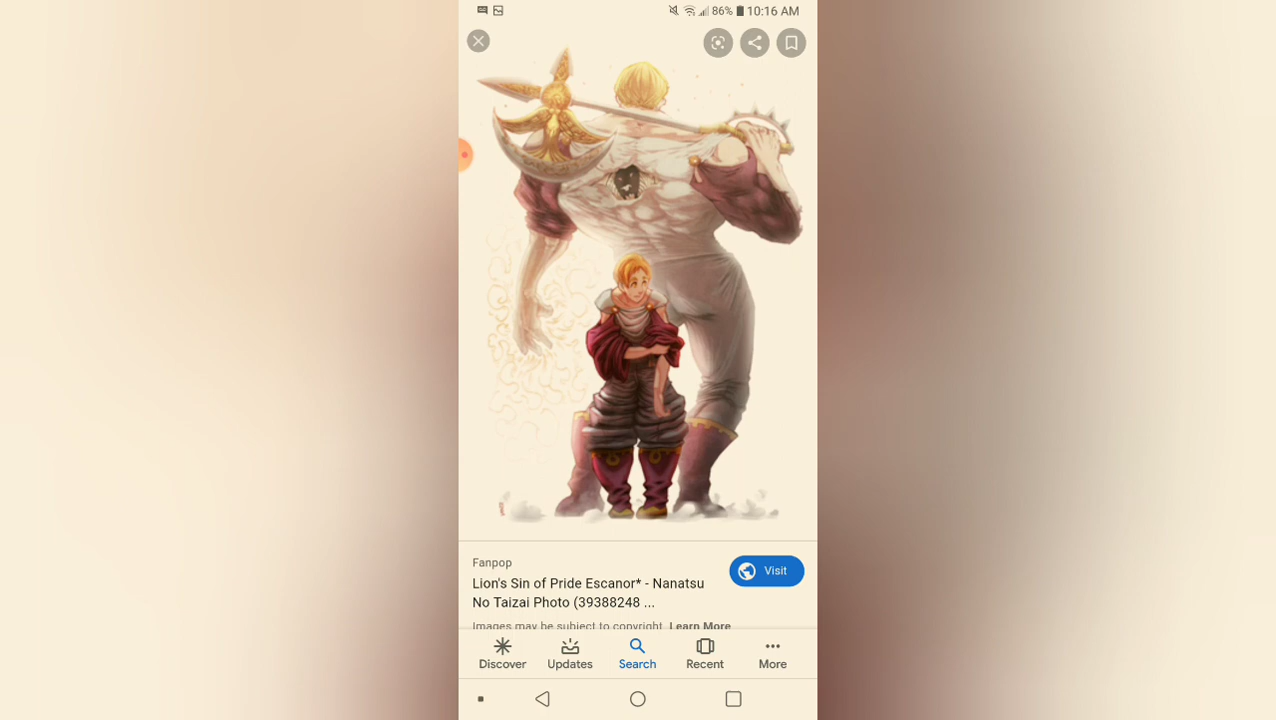 86% 10:16 AM
Fanpop
Lion's Sin of Pride Escanor* - Nanatsu
No Taizai Photo (39388248 ...
Visit
Images may be subject to copyright. Learn More
Discover Updates Search Recent More